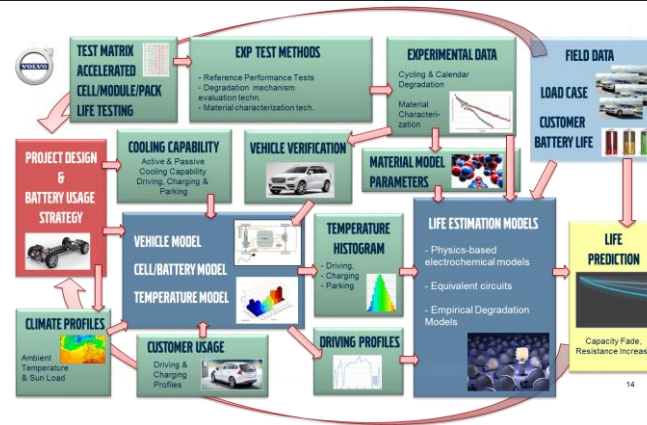 VOLVO
TEST MATRIX
ACCELERATED
CELL/MODULE/PACK
LIFE TESTING
EXP TEST METHODS
- Reference Performance Tests
- Degradation mechanism
evaluation techn.
- Material characterization tech.
EXPERIMENTAL DATA
Cycling & Calendar
Degradation
Material
Characteri-
zation
FIELD DATA
LOAD CASE
CUSTOMER
BATTERY LIFE
PROJECT DESIGN
&
BATTERY USAGE
STRATEGY
COOLING CAPABILITY
Active & Passive
Cooling Capability
Driving, Charging &
Parking
VEHICLE VERIFICATION
MATERIAL MODEL
PARAMETERS
VEHICLE MODEL
CELL/BATTERY MODEL
TEMPERATURE MODEL
TEMPERATURE
HISTOGRAM
- Driving,
- Charging
- Parking
LIFE ESTIMATION MODELS
- Physics-based
electrochemical models
- Equivalent circuits
- Empirical Degradation
Models
LIFE
PREDICTION
Capacity Fade,
Resistance Increas
CLIMATE PROFILES
Ambient
Temperature
& Sun Load
CUSTOMER USAGE
Driving &
Charging
Profiles
DRIVING PROFILES
14